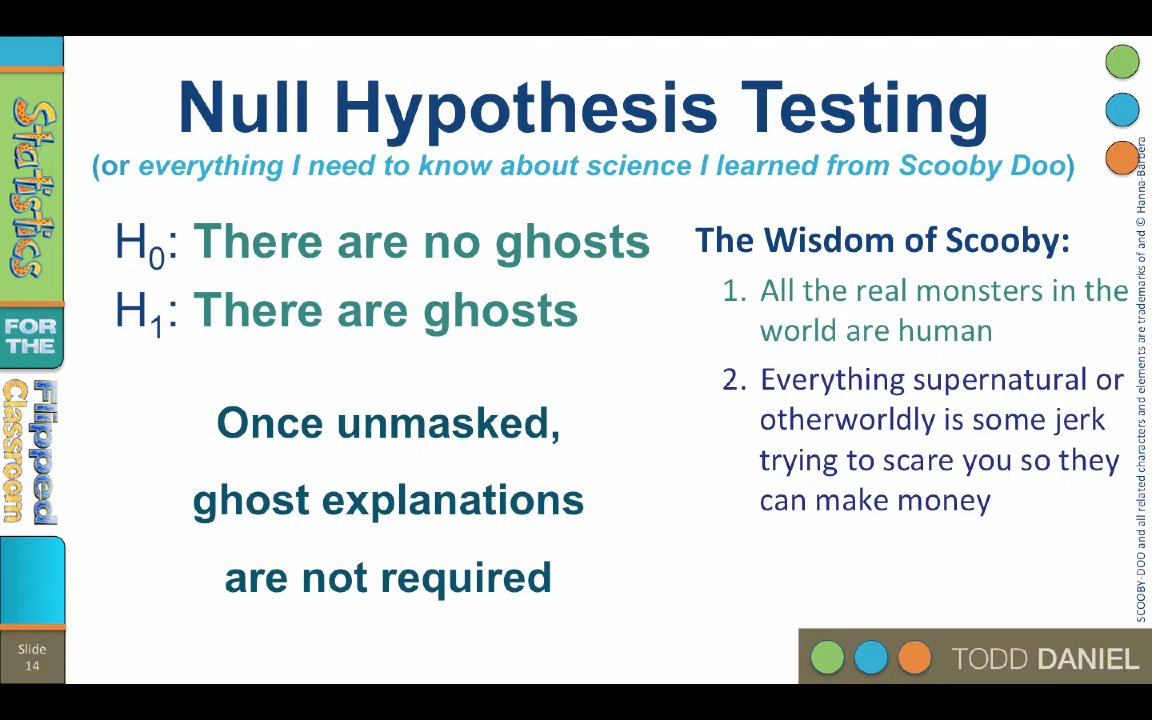 Null Hypothesis Testing
(or everything I need to know about science I learned from Scooby Doo)
H0: There are no ghosts
H1: There are ghosts
Once unmasked,
ghost explanations
are not required
The Wisdom of Scooby:
1. All the real monsters in the
world are human
2. Everything supernatural or
otherworldly is some jerk
trying to scare you so they
can make money
Statistics
FOR
THE
Flipped
Classroom
Slide
14
SCOOBY-DOO and all related characters and elements are trademarks of and © Hanna-Barbera
TODD DANIEL